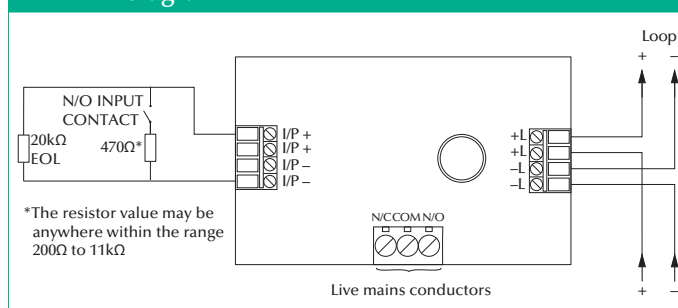 Loop
+ –
N/O INPUT
CONTACT
20kΩ
EOL
470Ω*
I/P +
I/P +
I/P –
I/P –
+L
+L
–L
–L
*The resistor value may be
anywhere within the range
200Ω to 11kΩ
N/C COM N/O
Live mains conductors
+ –